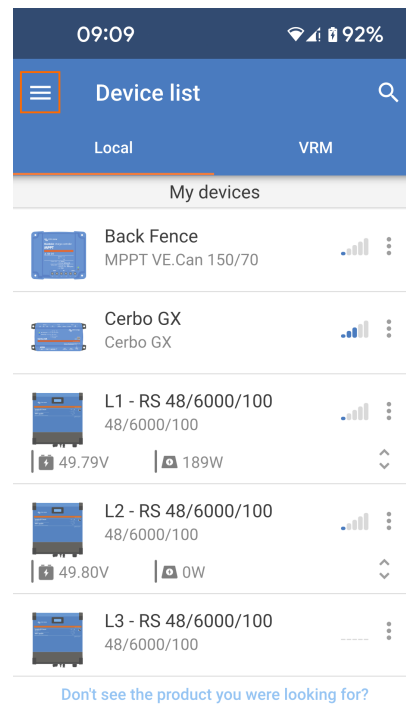 09:09 92%
Device list
Local VRM
My devices
Back Fence
MPPT VE.Can 150/70
Cerbo GX
Cerbo GX
L1 - RS 48/6000/100
48/6000/100
49.79V 189W
L2 - RS 48/6000/100
48/6000/100
49.80V 0W
L3 - RS 48/6000/100
48/6000/100
Don't see the product you were looking for?